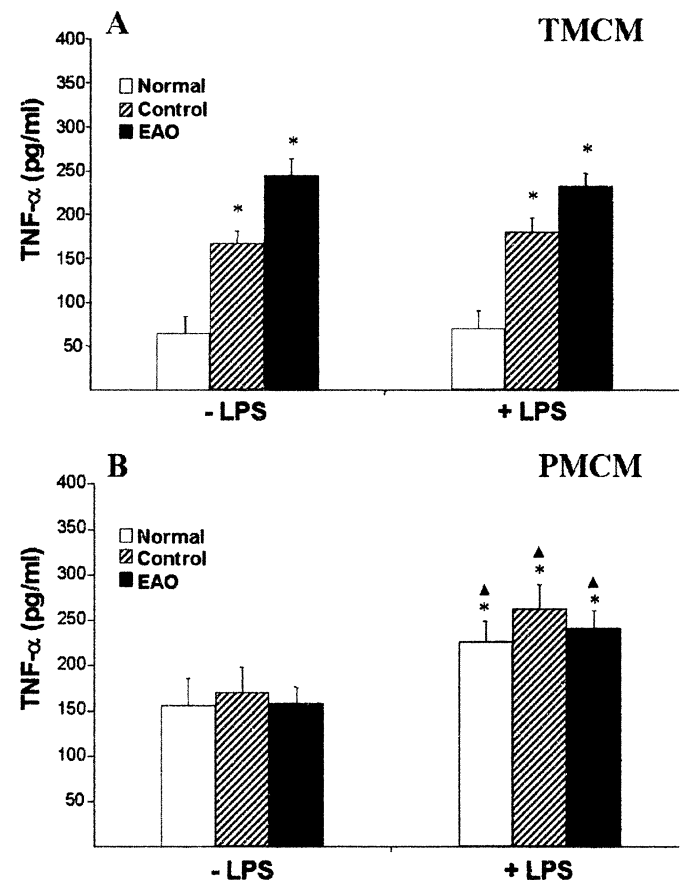 A
TMCM
400
350
300
250
200
150
100
50
TNF-α (pg/ml)
Normal
Control
EAO
*
*
*
*
- LPS
+ LPS
B
PMCM
400
350
300
250
200
150
100
50
TNF-α (pg/ml)
Normal
Control
EAO
▲
*
▲
*
▲
*
- LPS
+ LPS